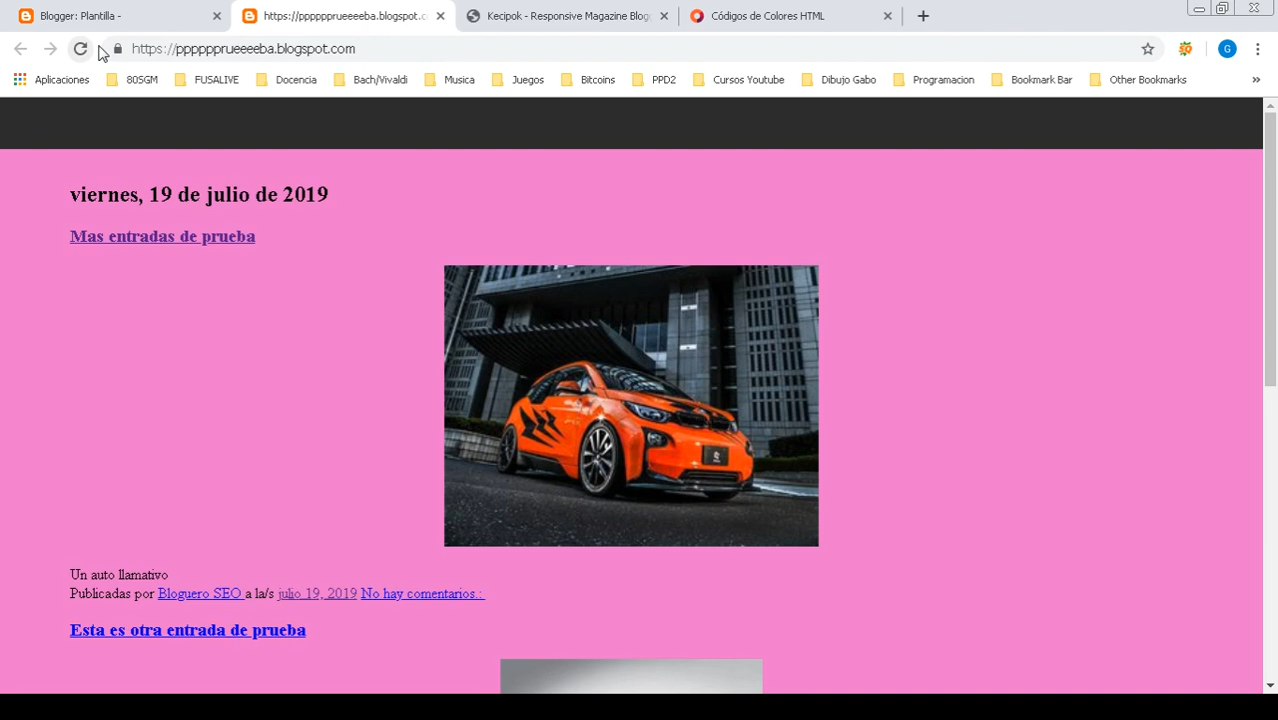 Blogger: Plantilla -
https://ppppppprueeeeba.blogspot.c
Kecipok - Responsive Magazine Blog
Códigos de Colores HTML
https://ppppppprueeeeba.blogspot.com
Aplicaciones
80SGM
FUSALIVE
Docencia
Bach/Vivaldi
Musica
Juegos
Bitcoins
PPD2
Cursos Youtube
Dibujo Gabo
Programacion
Bookmark Bar
Other Bookmarks
»
G
viernes, 19 de julio de 2019
Mas entradas de prueba
Un auto llamativo
Publicadas por Bloguero SEO a la/s julio 19, 2019 No hay comentarios.:
Esta es otra entrada de prueba